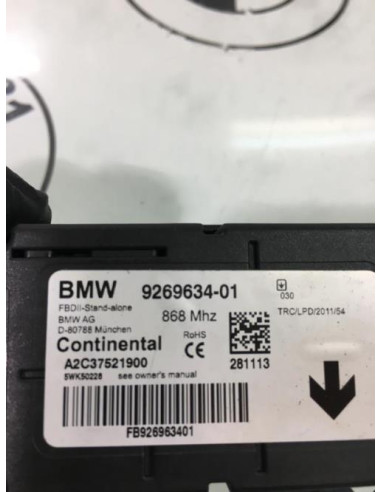 BMW 9269634-01
030
FBDII-Stand-alone
BMW AG 868 Mhz TRC/LPD/2011/54
D-80788 München RoHS
Continental CE
A2C37521900 281113
5WK50228 see owner's manual
FB926963401